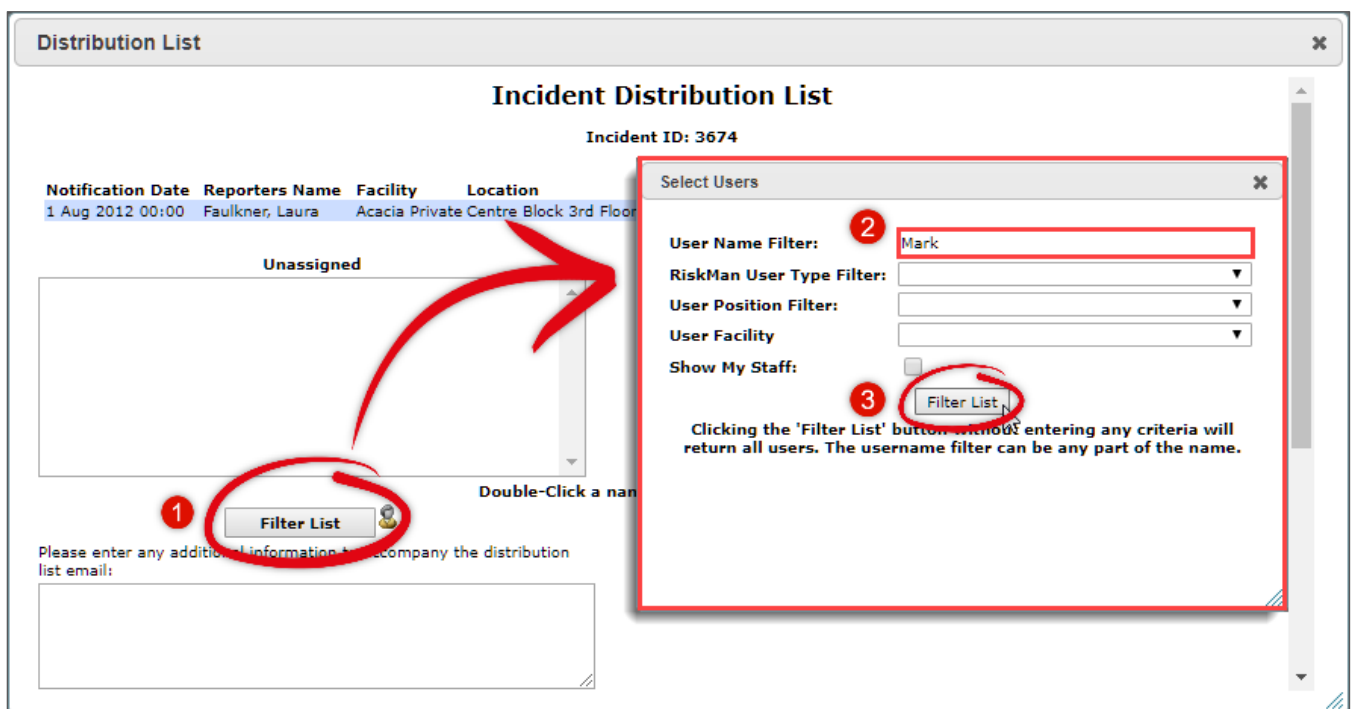 Distribution List
Incident Distribution List
Incident ID: 3674
Notification Date Reporters Name Facility Location
1 Aug 2012 00:00 Faulkner, Laura Acacia Private Centre Block 3rd Floor
Unassigned
Double-Click a nam
1
Filter List
Please enter any additional information to accompany the distribution
list email:
Select Users
2
User Name Filter: Mark
RiskMan User Type Filter:
User Position Filter:
User Facility
Show My Staff:
3
Filter List
Clicking the 'Filter List' button without entering any criteria will
return all users. The username filter can be any part of the name.